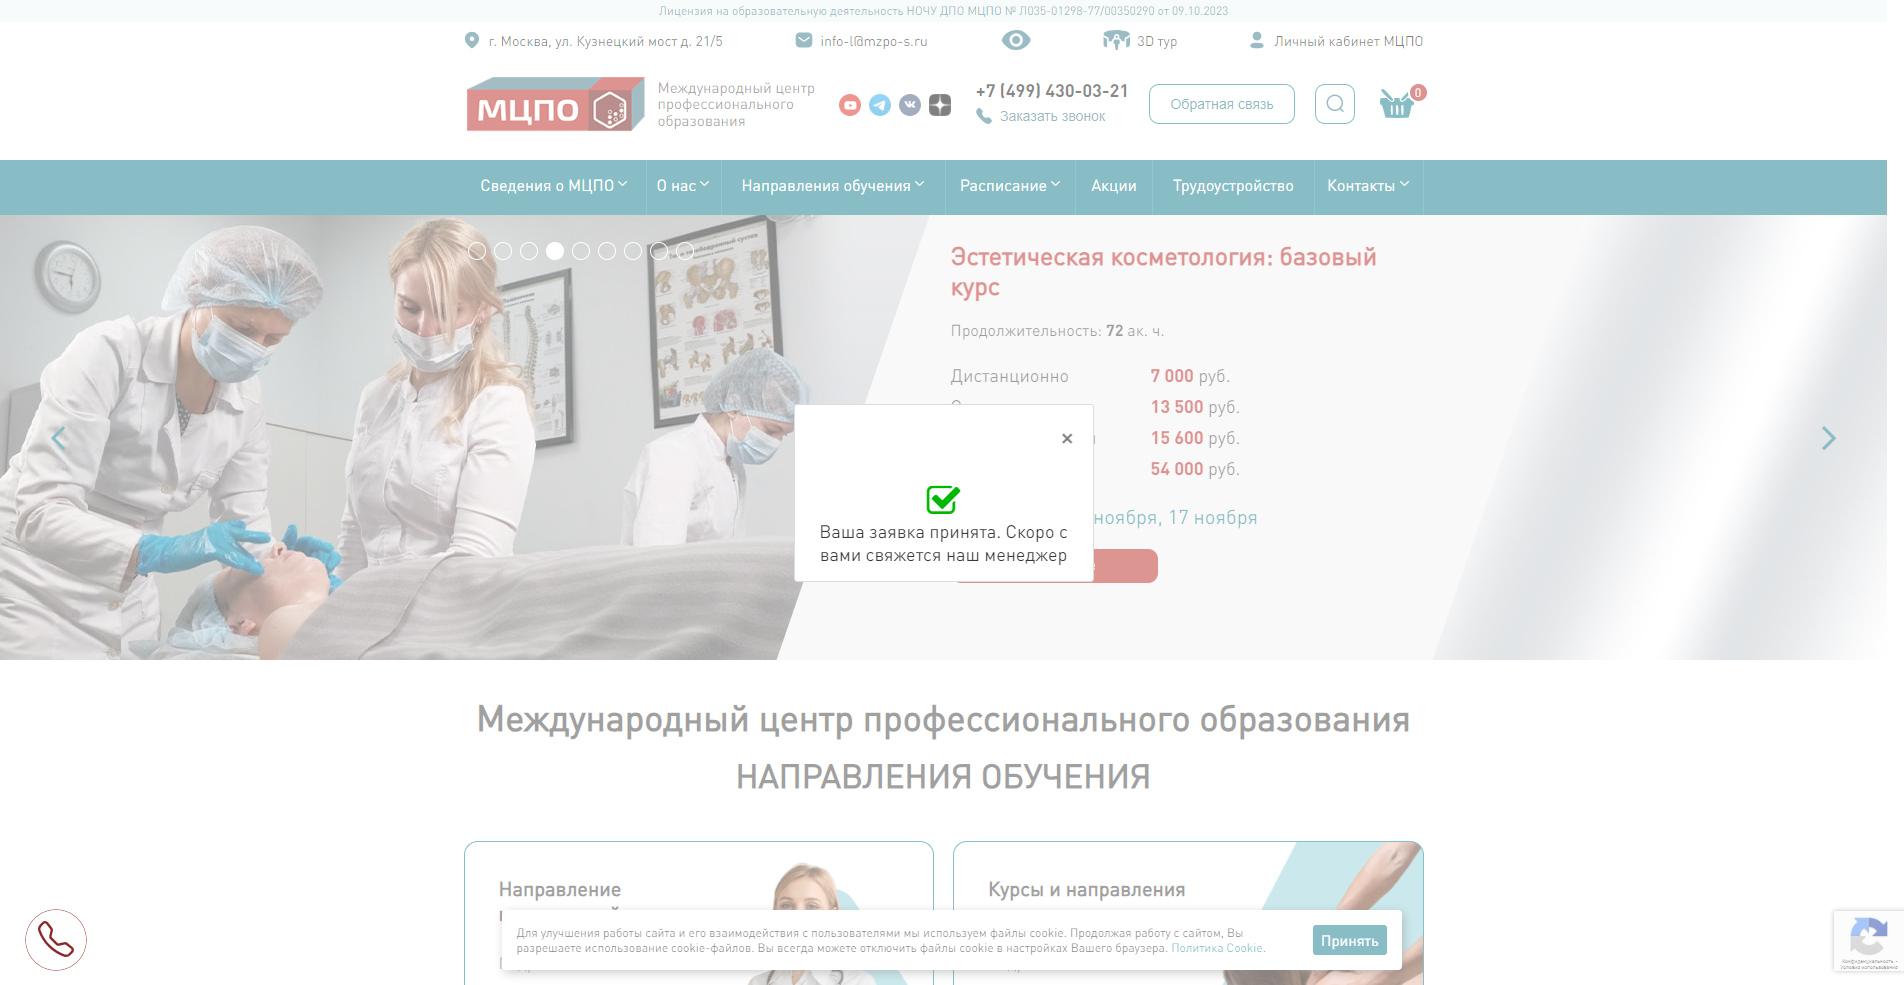 Лицензия на образовательную деятельность НОЧУ ДПО МЦПО № Л035-01298-77/00350290 от 09.10.2023
г. Москва, ул. Кузнецкий мост д. 21/5
info-l@mzpo-s.ru
3D тур
Личный кабинет МЦПО
МЦПО
Международный центр
профессионального
образования
+7 (499) 430-03-21
Заказать звонок
Обратная связь
0
Сведения о МЦПО
О нас
Направления обучения
Расписание
Акции
Трудоустройство
Контакты
Эстетическая косметология: базовый
курс
Продолжительность: 72 ак. ч.
Дистанционно 7 000 руб.
13 500 руб.
15 600 руб.
54 000 руб.
ноября, 17 ноября
×
Ваша заявка принята. Скоро с
вами свяжется наш менеджер
Международный центр профессионального образования
НАПРАВЛЕНИЯ ОБУЧЕНИЯ
Направление
Курсы и направления
Для улучшения работы сайта и его взаимодействия с пользователями мы используем файлы cookie. Продолжая работу с сайтом, Вы
разрешаете использование cookie-файлов. Вы всегда можете отключить файлы cookie в настройках Вашего браузера. Политика Cookie.
Принять
Конфиденциальность -
Условия использования